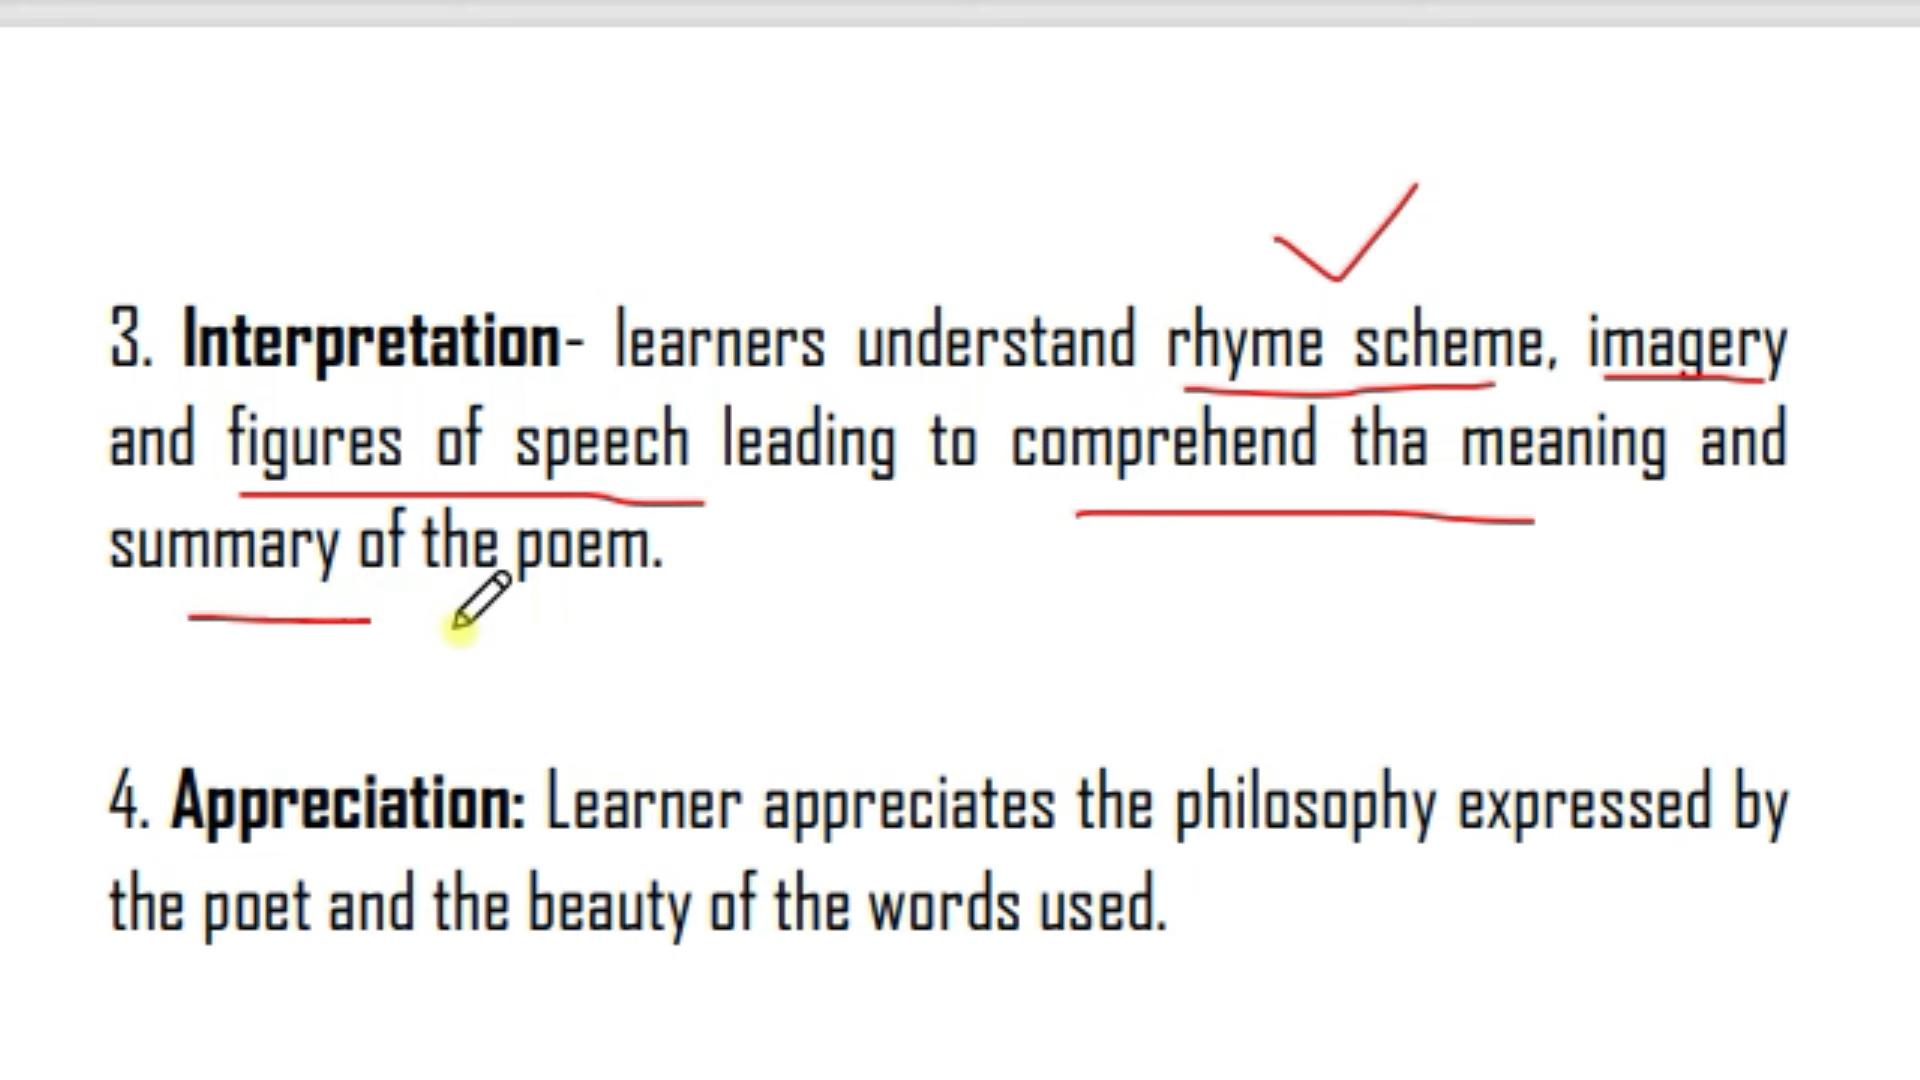 3. Interpretation- learners understand rhyme scheme, imagery
and figures of speech leading to comprehend tha meaning and
summary of the poem.
4. Appreciation: Learner appreciates the philosophy expressed by
the poet and the beauty of the words used.